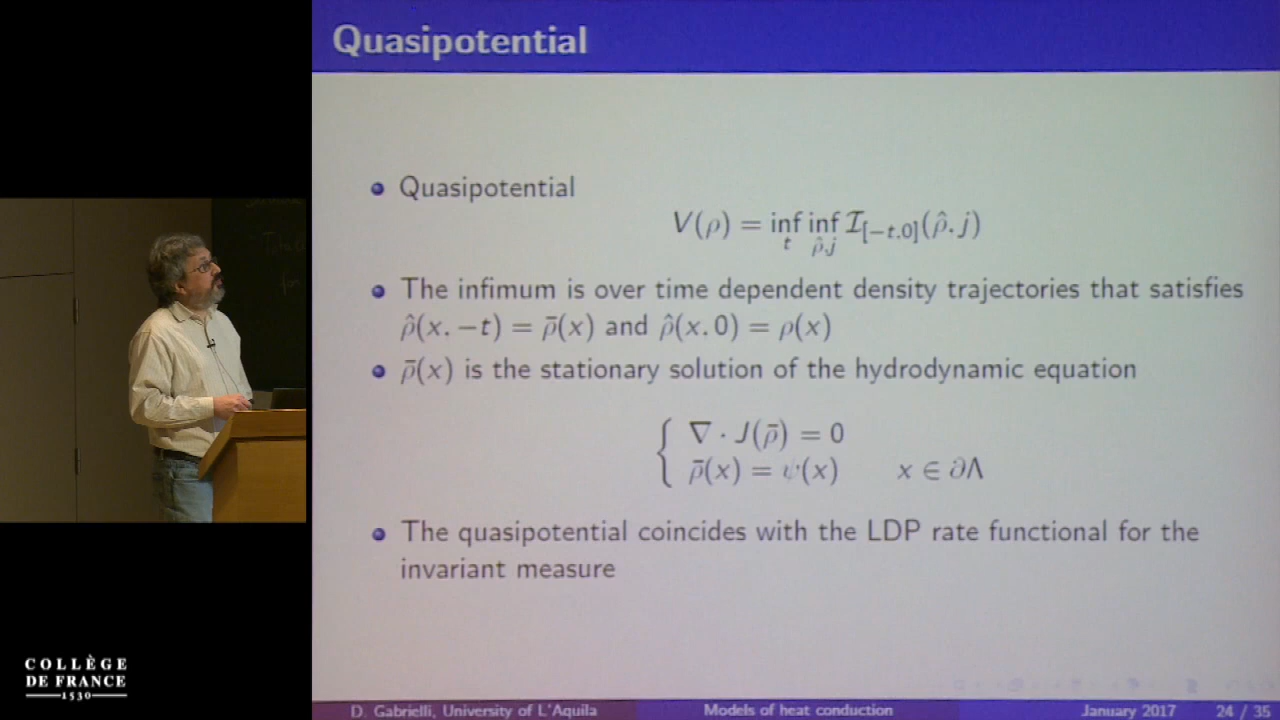 Quasipotential
Quasipotential
V(ρ) = inf inf I[−t,0](ρ̂, j)
t ρ̂,j
The infimum is over time dependent density trajectories that satisfies
ρ̂(x, −t) = ρ̄(x) and ρ̂(x, 0) = ρ(x)
ρ̄(x) is the stationary solution of the hydrodynamic equation
∇ · J(ρ̄) = 0
ρ̄(x) = ψ(x) x ∈ ∂Λ
The quasipotential coincides with the LDP rate functional for the
invariant measure
COLLÈGE
DE FRANCE
1530
D. Gabrielli, University of L'Aquila Models of heat conduction January 2017 24 / 35